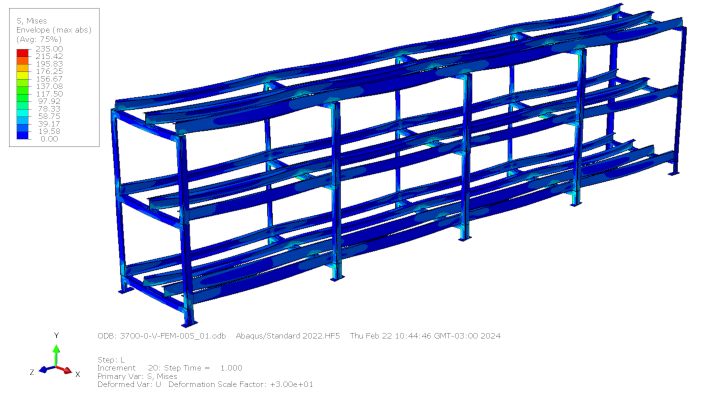 S, Mises
Envelope (max abs)
(Avg: 75%)
235.00
215.42
195.83
176.25
156.67
137.08
117.50
97.92
78.33
58.75
39.17
19.58
0.00
Y
Z
X
ODB: 3700-0-V-FEM-005_01.odb Abaqus/Standard 2022.HF5 Thu Feb 22 10:44:46 GMT-03:00 2024
Step: L
Increment 20: Step Time = 1.000
Primary Var: S, Mises
Deformed Var: U Deformation Scale Factor: +3.00e+01